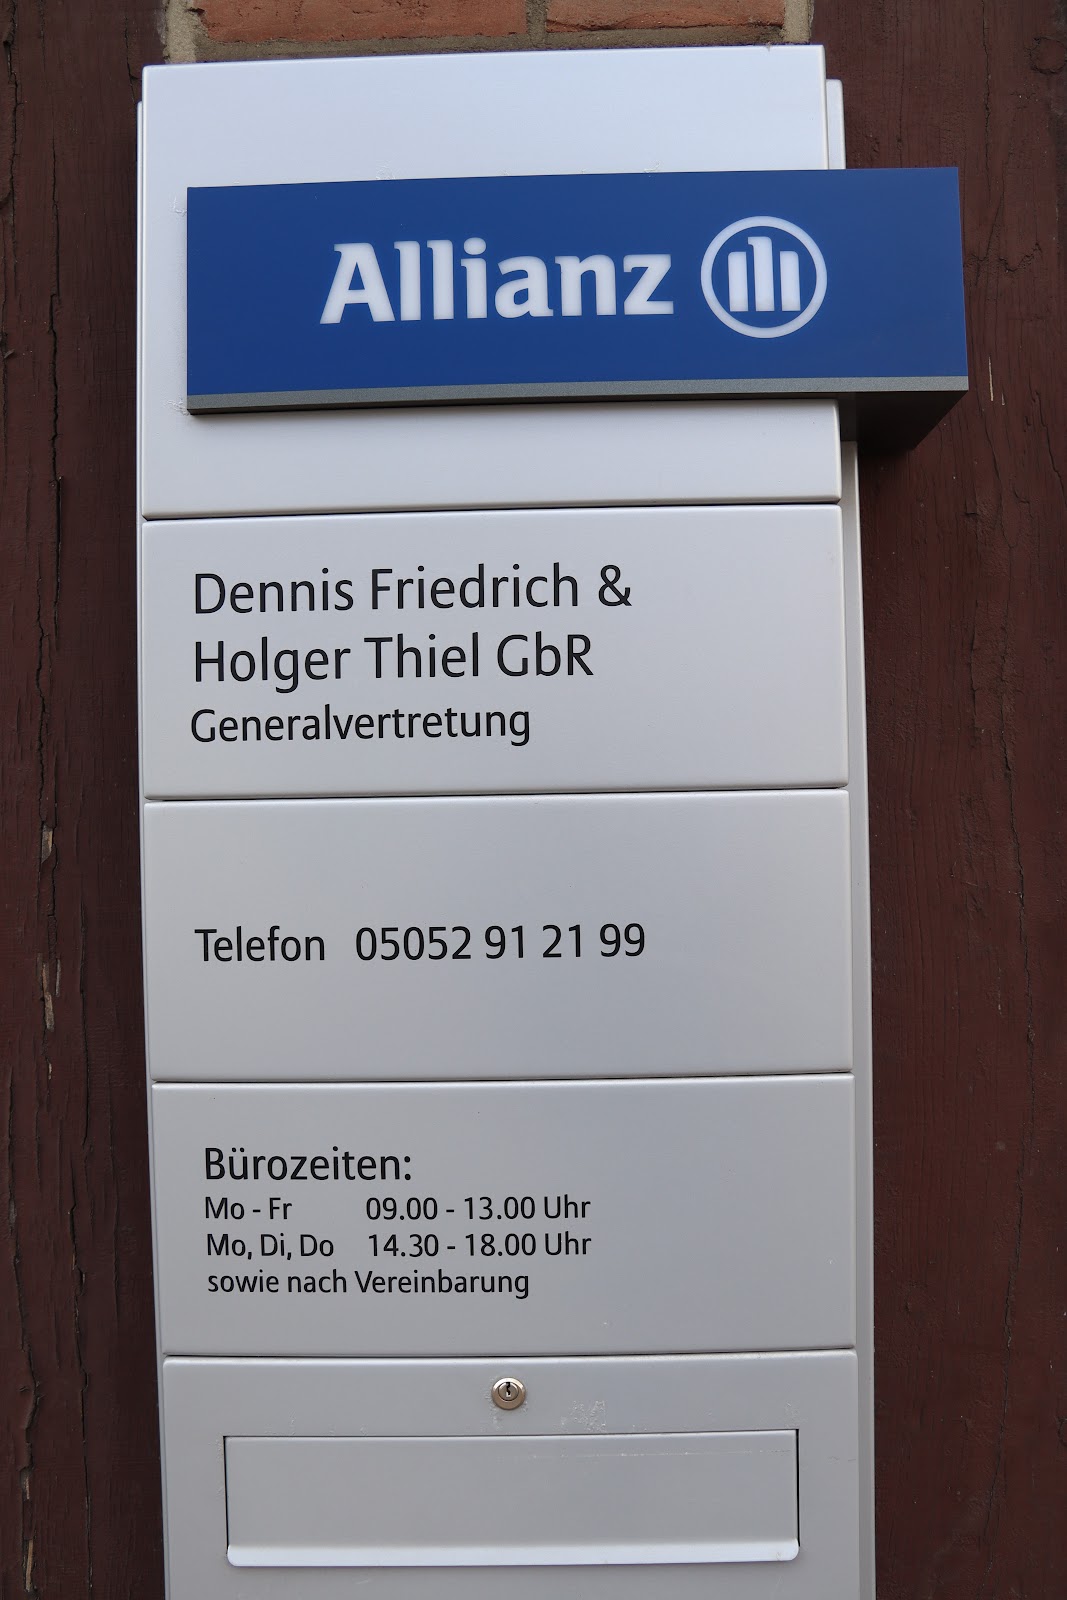 Allianz
Dennis Friedrich &
Holger Thiel GbR
Generalvertretung
Telefon 05052 91 21 99
Bürozeiten:
Mo - Fr 09.00 - 13.00 Uhr
Mo, Di, Do 14.30 - 18.00 Uhr
sowie nach Vereinbarung